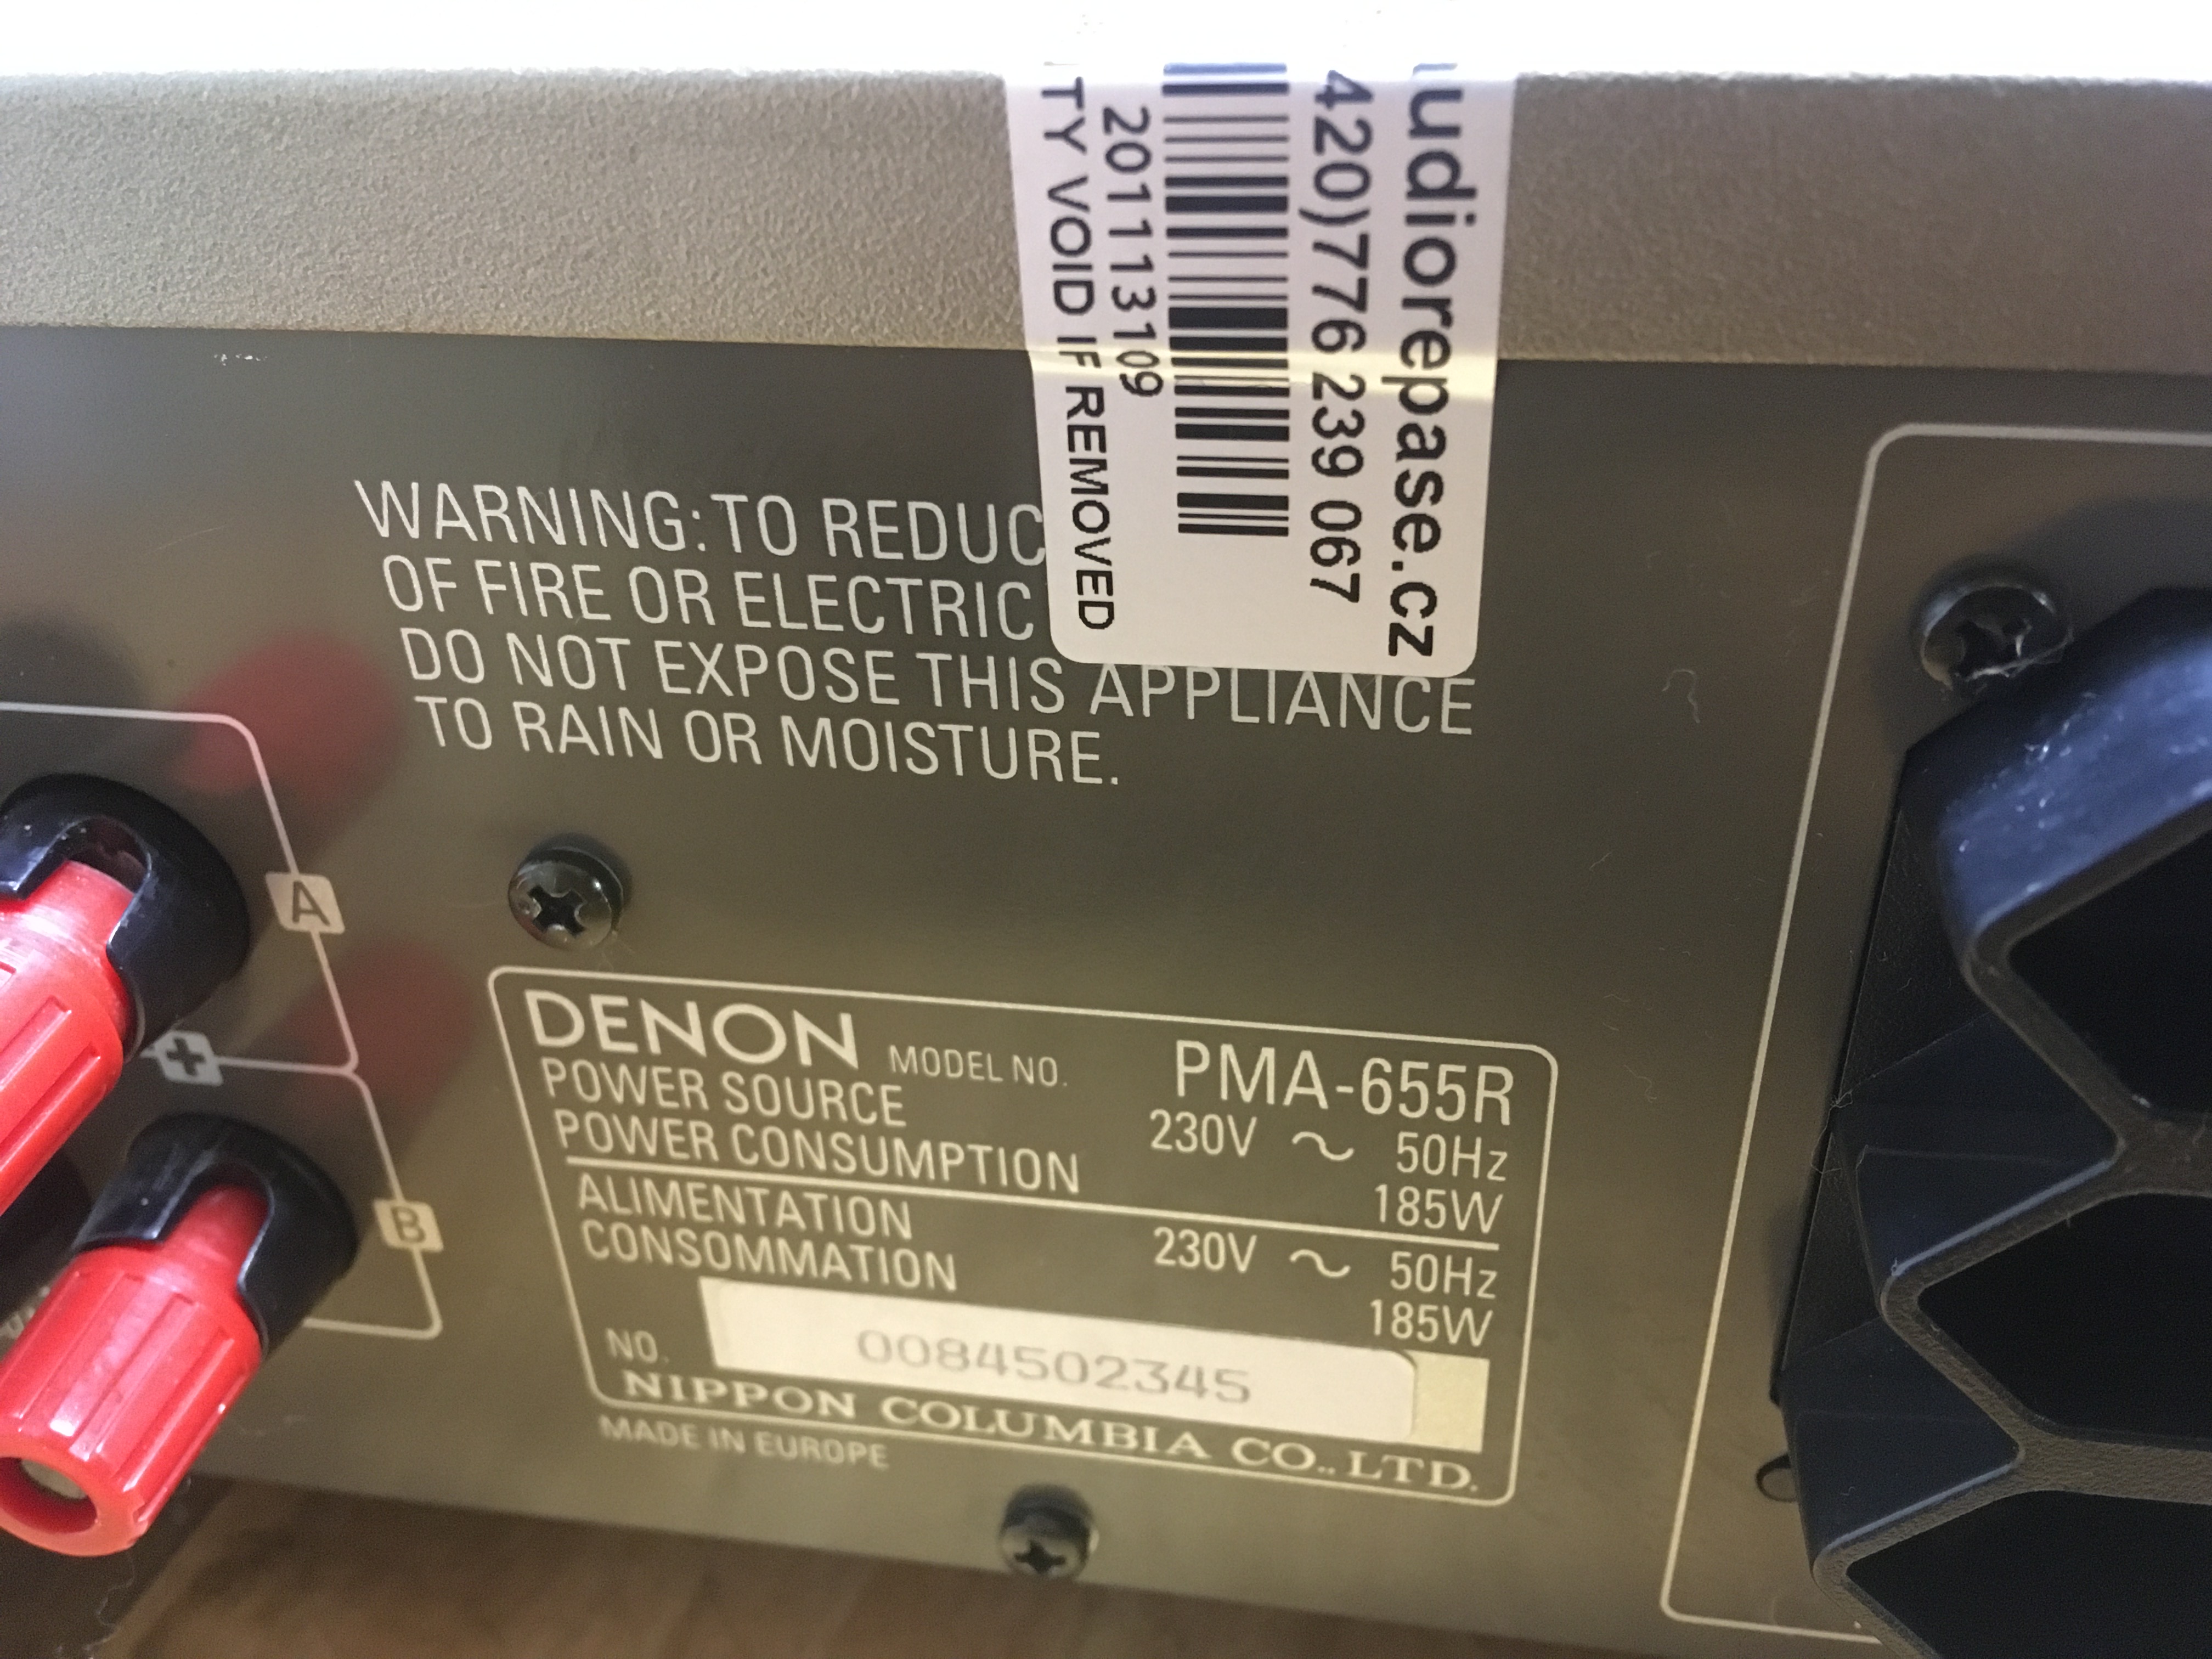 udiorepase.cz
420)776 239 067
2011113109
TY VOID IF REMOVED
WARNING: TO REDUC
OF FIRE OR ELECTRIC
DO NOT EXPOSE THIS APPLIANCE
TO RAIN OR MOISTURE.
A
+
B
DENON MODEL NO. PMA-655R
POWER SOURCE 230V ~ 50Hz
POWER CONSUMPTION 185W
ALIMENTATION 230V ~ 50Hz
CONSOMMATION 185W
NO. 0084502345
NIPPON COLUMBIA CO., LTD.
MADE IN EUROPE